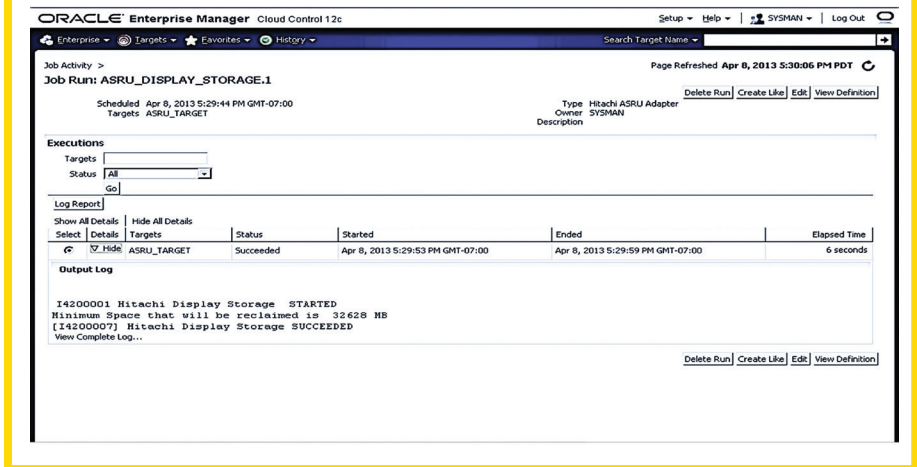 ORACLE Enterprise Manager Cloud Control 12c
Setup Help SYSMAN Log Out
Enterprise Targets Favorites History Search Target Name
Job Activity >
Page Refreshed Apr 8, 2013 5:30:06 PM PDT
Job Run: ASRU_DISPLAY_STORAGE.1
Delete Run Create Like Edit View Definition
Scheduled Apr 8, 2013 5:29:44 PM GMT-07:00
Targets ASRU_TARGET
Type Hitachi ASRU Adapter
Owner SYSMAN
Description
Executions
Targets
Status All
Go
Log Report
Show All Details | Hide All Details
Select Details Targets Status Started Ended Elapsed Time
Hide ASRU_TARGET Succeeded Apr 8, 2013 5:29:53 PM GMT-07:00 Apr 8, 2013 5:29:59 PM GMT-07:00 6 seconds
Output Log
I4200001 Hitachi Display Storage STARTED
Minimum Space that will be reclaimed is 32628 MB
[I4200007] Hitachi Display Storage SUCCEEDED
View Complete Log...
Delete Run Create Like Edit View Definition